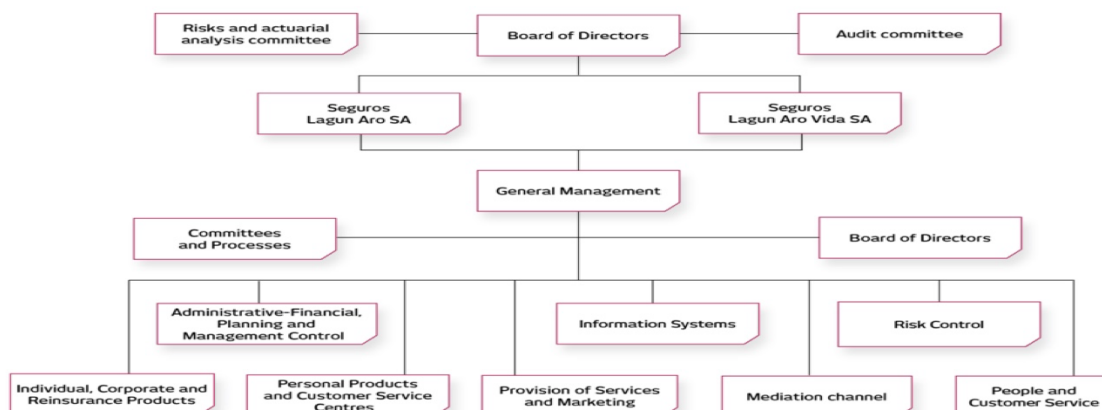 Risks and actuarial
analysis committee
Board of Directors
Audit committee
Seguros
Lagun Aro SA
Seguros
Lagun Aro Vida SA
General Management
Committees
and Processes
Board of Directors
Administrative-Financial,
Planning and
Management Control
Information Systems
Risk Control
Individual, Corporate and
Reinsurance Products
Personal Products
and Customer Service
Centres
Provision of Services
and Marketing
Mediation channel
People and
Customer Service